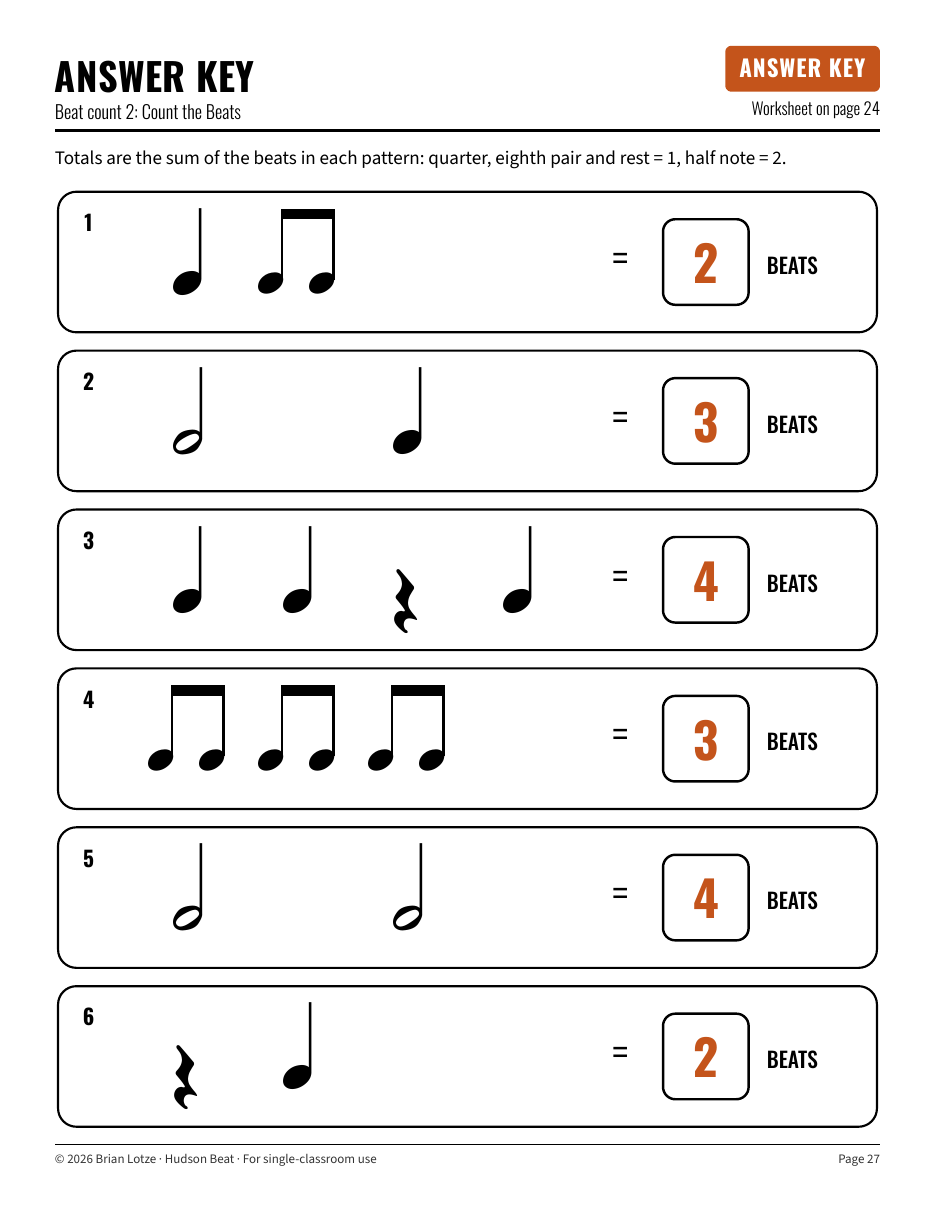 ANSWER KEY
ANSWER KEY
Beat count 2: Count the Beats
Worksheet on page 24
Totals are the sum of the beats in each pattern: quarter, eighth pair and rest = 1, half note = 2.
1
= 2 BEATS
2
= 3 BEATS
3
= 4 BEATS
4
= 3 BEATS
5
= 4 BEATS
6
= 2 BEATS
© 2026 Brian Lotze · Hudson Beat · For single-classroom use
Page 27